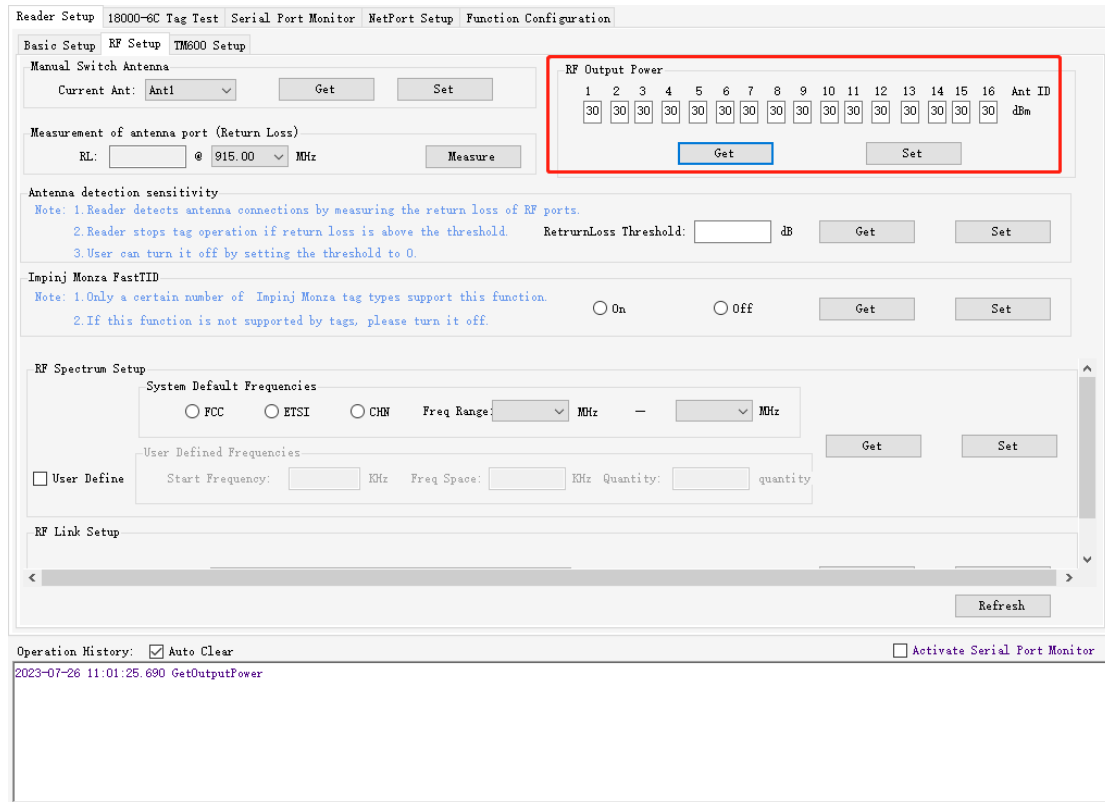 Reader Setup 18000-6C Tag Test Serial Port Monitor NetPort Setup Function Configuration
Basic Setup RF Setup TM600 Setup
Manual Switch Antenna
Current Ant: Ant1 Get Set
RF Output Power
1 2 3 4 5 6 7 8 9 10 11 12 13 14 15 16 Ant ID
30 30 30 30 30 30 30 30 30 30 30 30 30 30 30 30 dBm
Get Set
Measurement of antenna port (Return Loss)
RL: @ 915.00 MHz Measure
Antenna detection sensitivity
Note: 1.Reader detects antenna connections by measuring the return loss of RF ports.
2.Reader stops tag operation if return loss is above the threshold. RetrurnLoss Threshold: dB Get Set
3.User can turn it off by setting the threshold to 0.
Impinj Monza FastTID
Note: 1.Only a certain number of Impinj Monza tag types support this function.
On Off Get Set
2.If this function is not supported by tags, please turn it off.
RF Spectrum Setup
System Default Frequencies
FCC ETSI CHN Freq Range: MHz — MHz
Get Set
User Defined Frequencies
User Define Start Frequency: KHz Freq Space: KHz Quantity: quantity
RF Link Setup
Refresh
Operation History: Auto Clear Activate Serial Port Monitor
2023-07-26 11:01:25.690 GetOutputPower